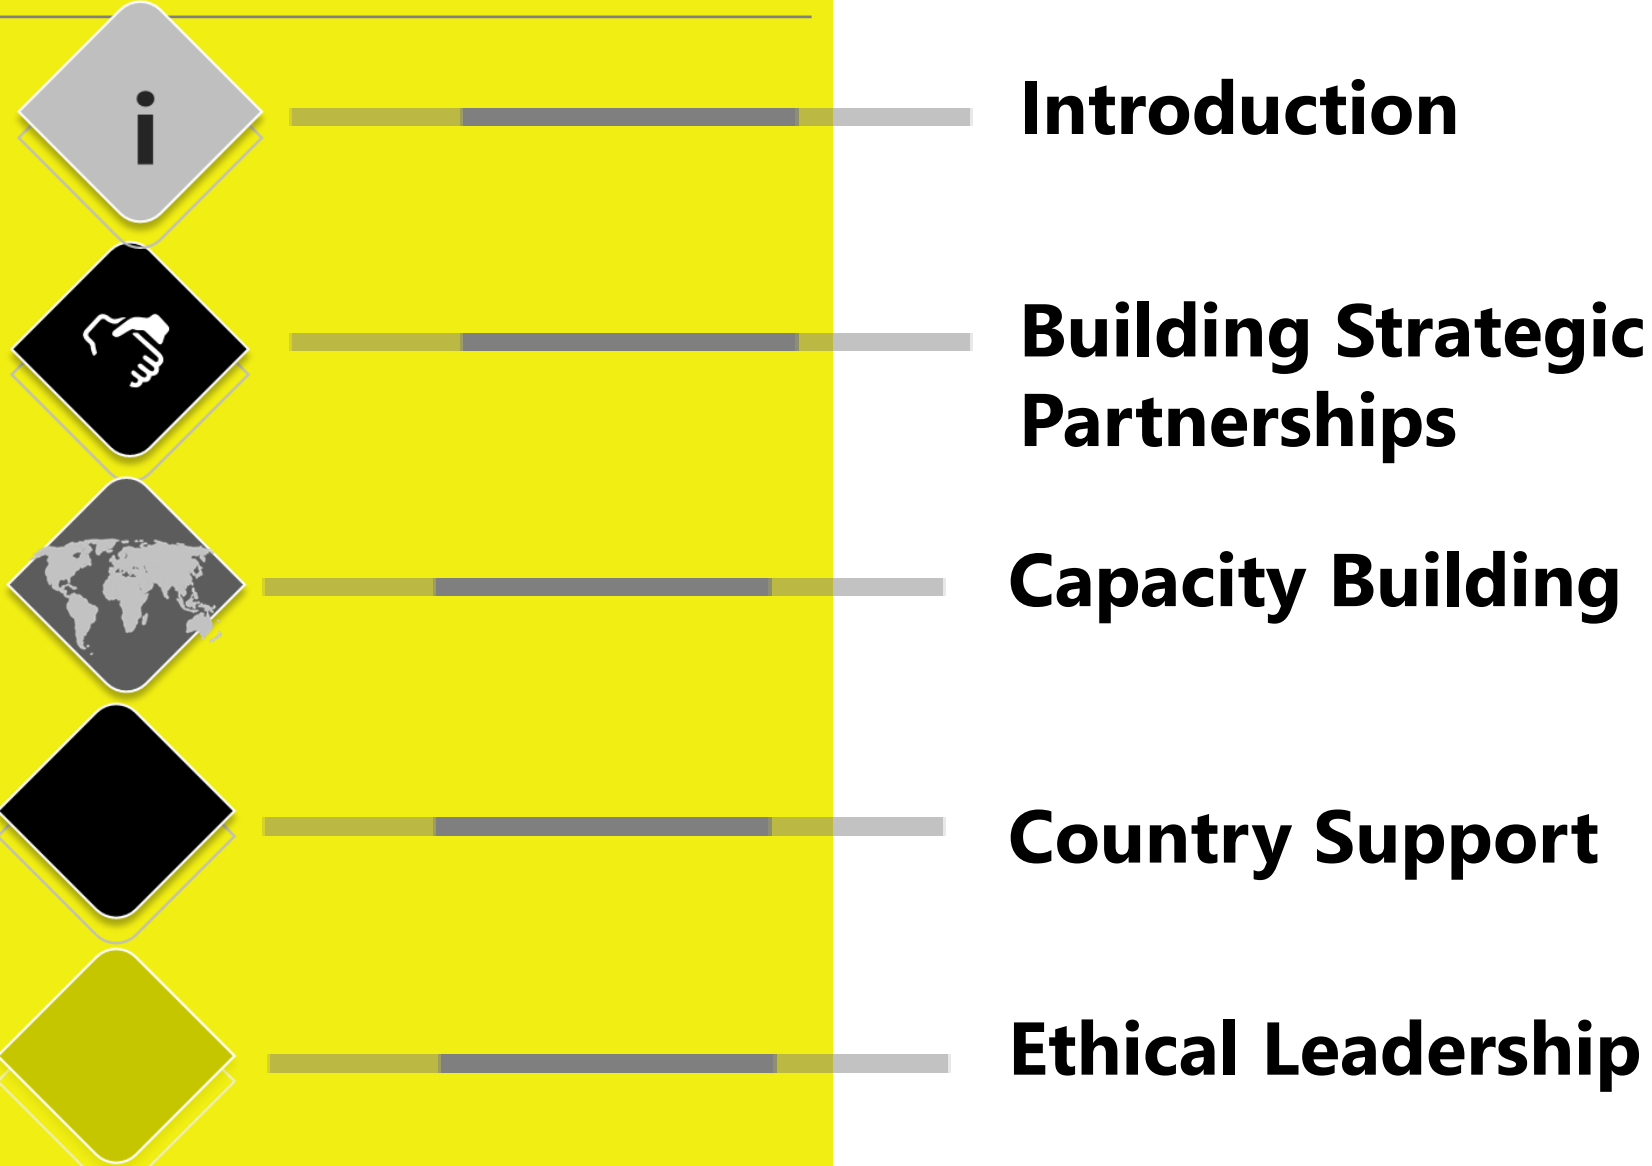 i
Introduction
Building Strategic
Partnerships
Capacity Building
Country Support
Ethical Leadership